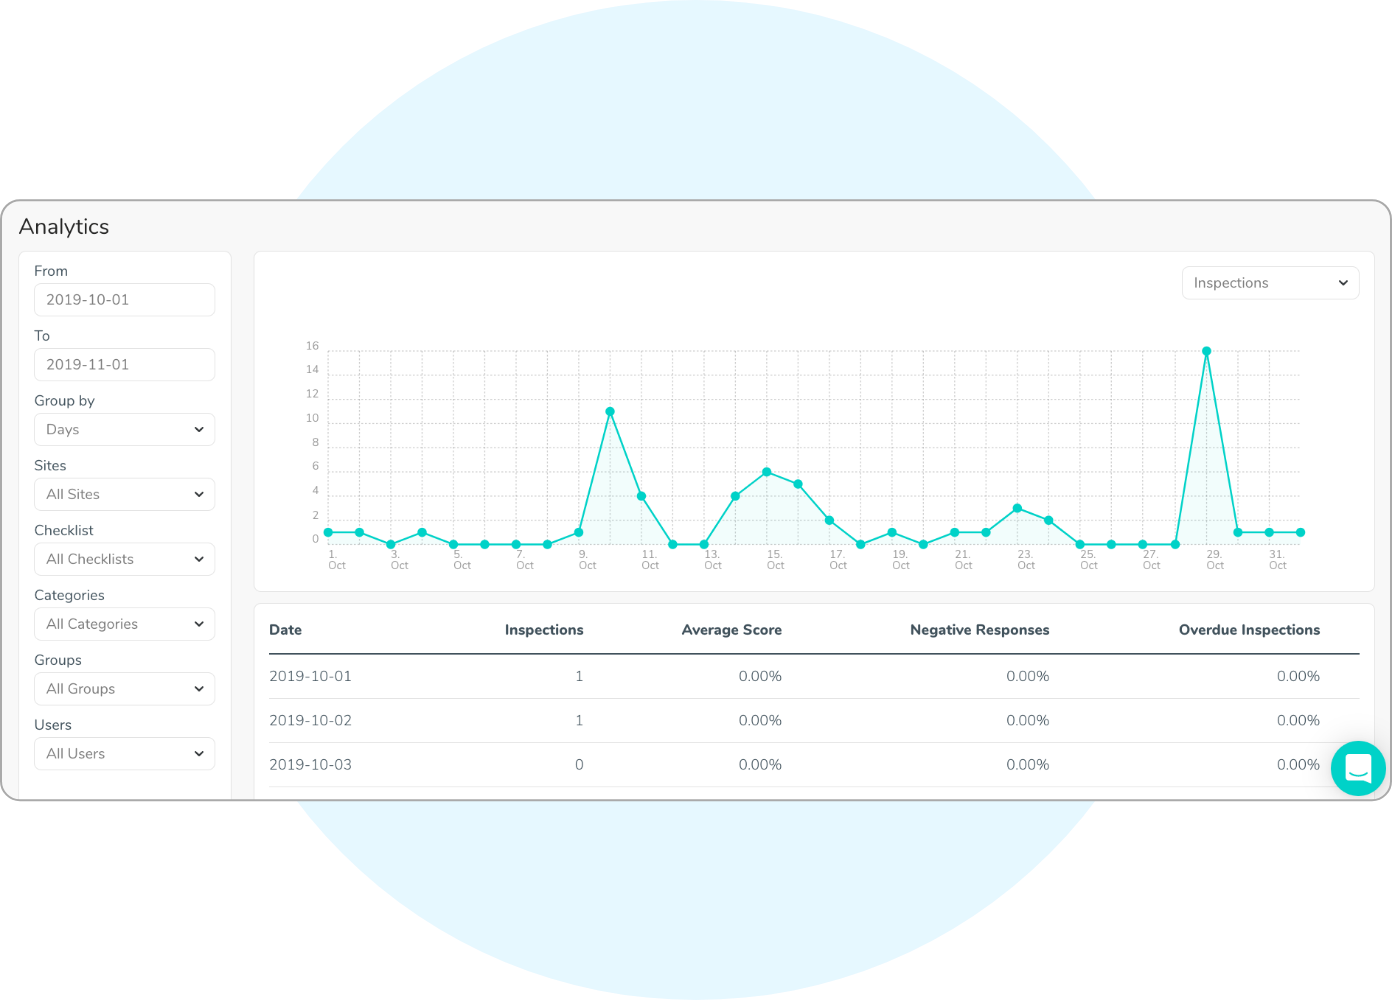 Analytics
From
2019-10-01
To
2019-11-01
Group by
Days
Sites
All Sites
Checklist
All Checklists
Categories
All Categories
Groups
All Groups
Users
All Users
Inspections
16
14
12
10
8
6
4
2
0
1. Oct
3. Oct
5. Oct
7. Oct
9. Oct
11. Oct
13. Oct
15. Oct
17. Oct
19. Oct
21. Oct
23. Oct
25. Oct
27. Oct
29. Oct
31. Oct
Date Inspections Average Score Negative Responses Overdue Inspections
2019-10-01 1 0.00% 0.00% 0.00%
2019-10-02 1 0.00% 0.00% 0.00%
2019-10-03 0 0.00% 0.00% 0.00%